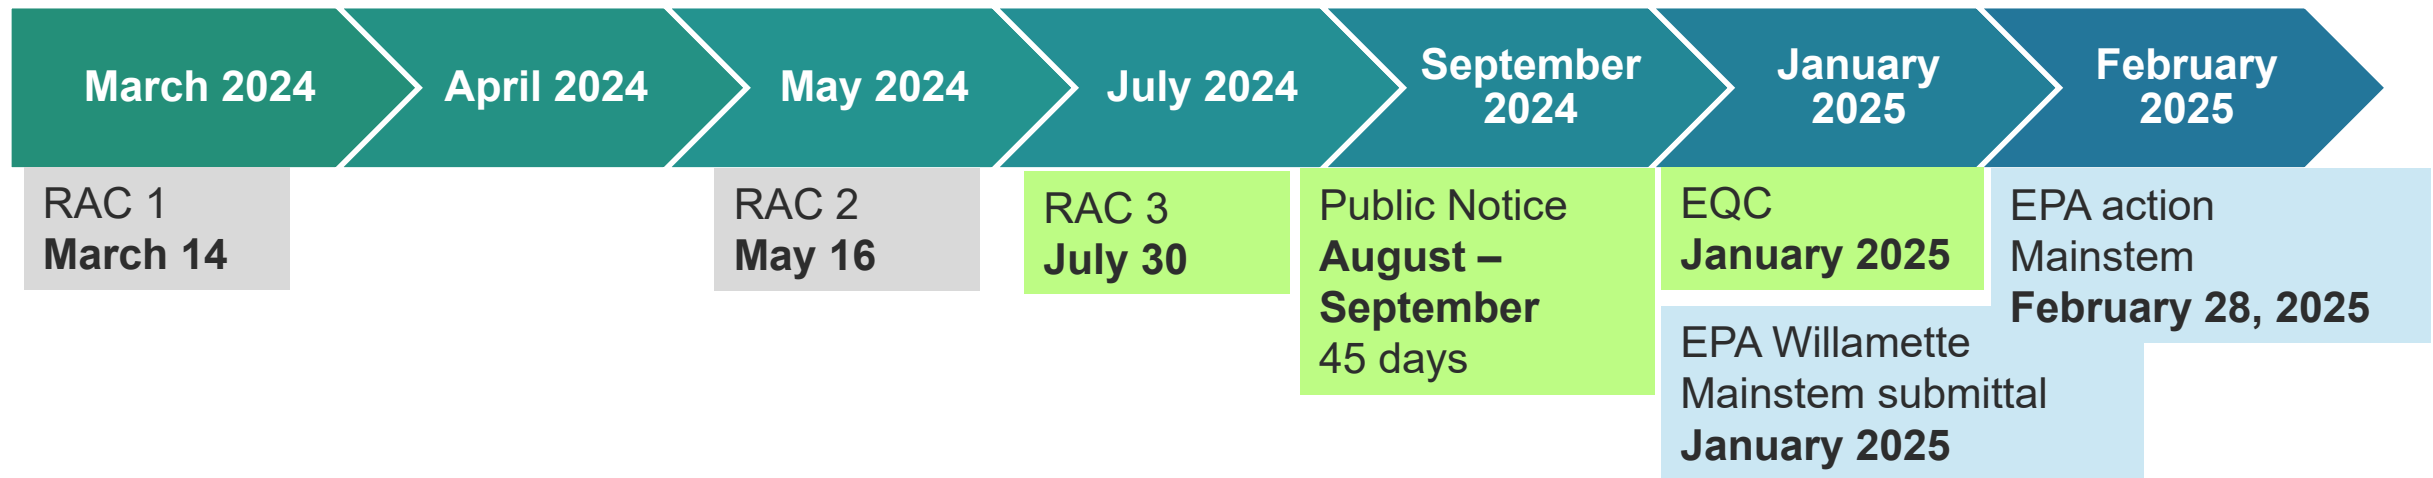 March 2024
April 2024
May 2024
July 2024
September
2024
January
2025
February
2025
RAC 1
March 14
RAC 2
May 16
RAC 3
July 30
Public Notice
August –
September
45 days
EQC
January 2025
EPA Willamette
Mainstem submittal
January 2025
EPA action
Mainstem
February 28, 2025